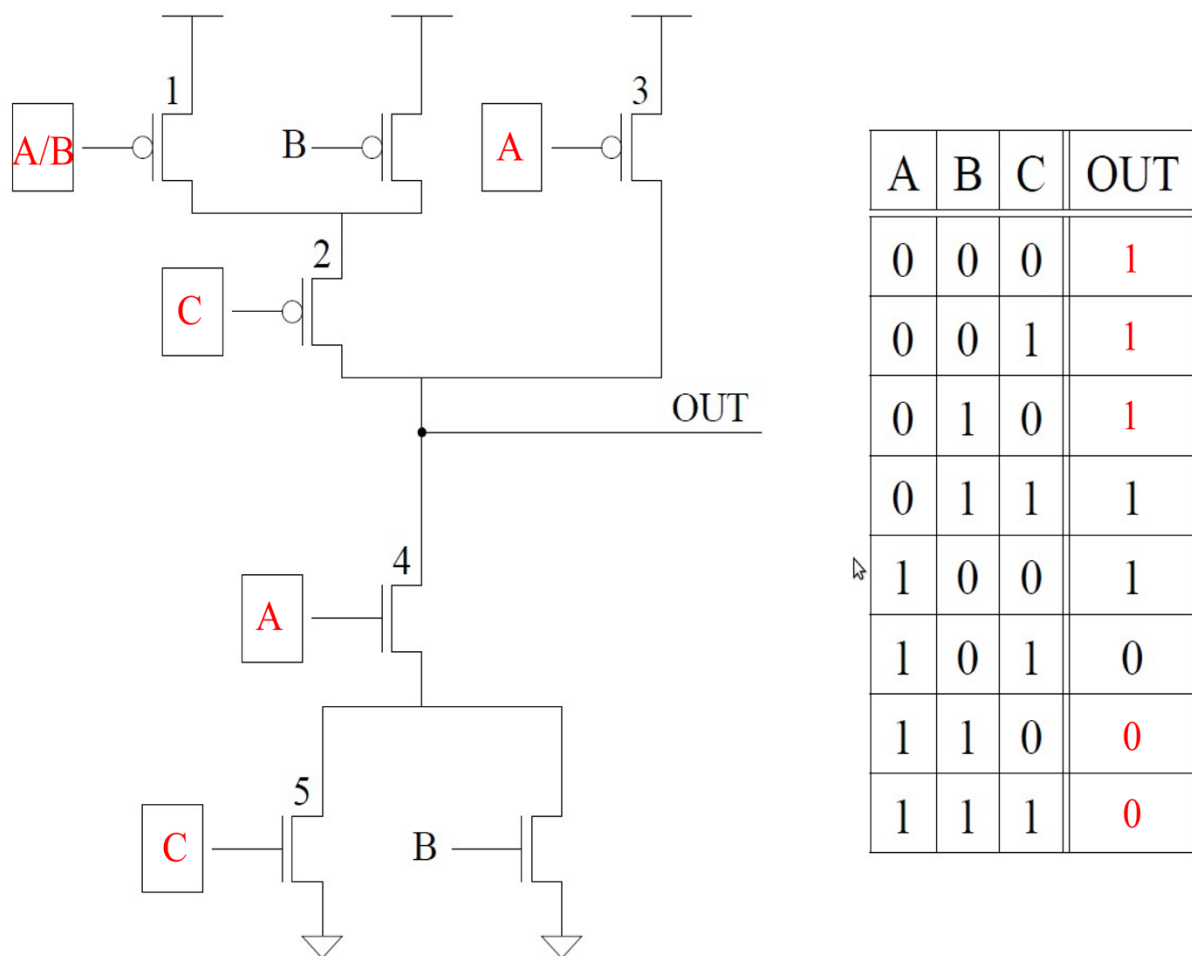 1
3
A/B
B
A
2
C
OUT
4
A
5
C
B
A B C OUT
0 0 0 1
0 0 1 1
0 1 0 1
0 1 1 1
1 0 0 1
1 0 1 0
1 1 0 0
1 1 1 0